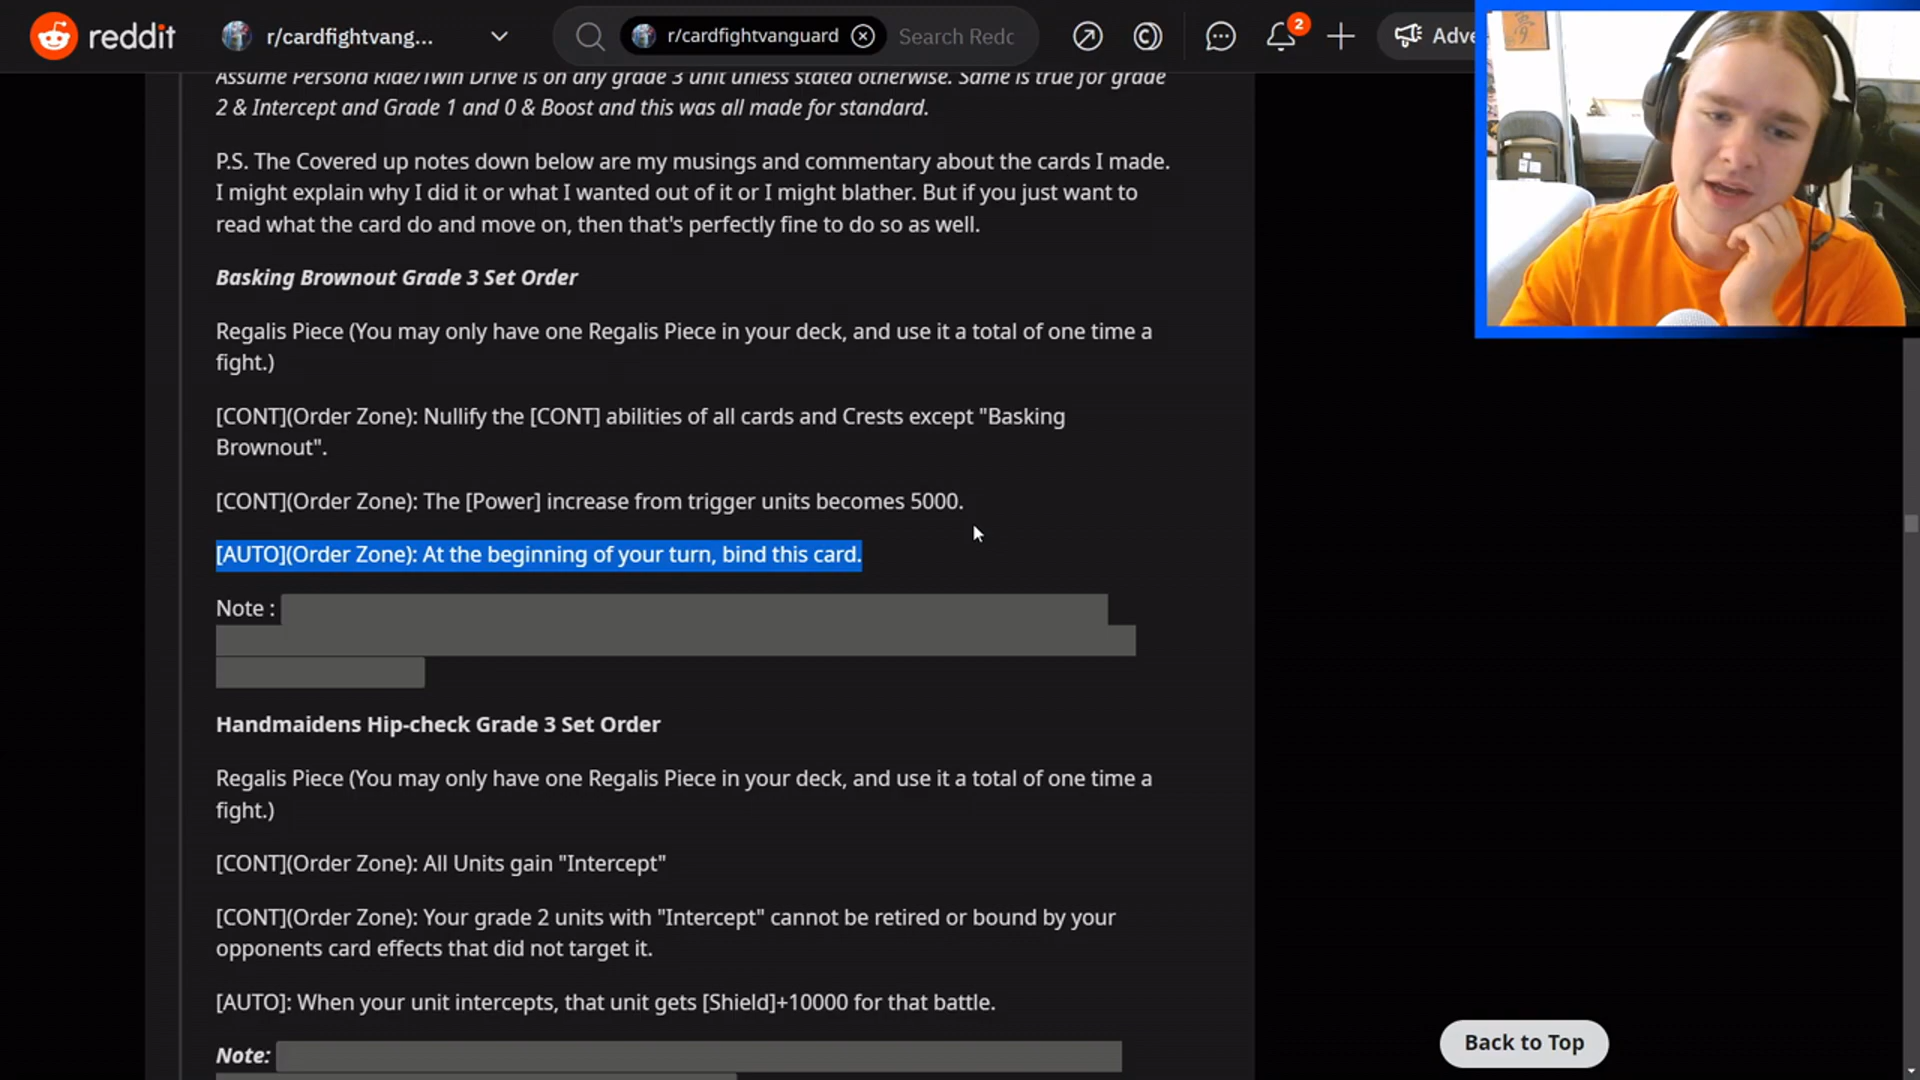 reddit
r/cardfightvang...
r/cardfightvanguard
Search Redc
2
Adve
Assume Persona Ride/Twin Drive is on any grade 3 unit unless stated otherwise. Same is true for grade
2 & Intercept and Grade 1 and 0 & Boost and this was all made for standard.
P.S. The Covered up notes down below are my musings and commentary about the cards I made.
I might explain why I did it or what I wanted out of it or I might blather. But if you just want to
read what the card do and move on, then that's perfectly fine to do so as well.
Basking Brownout Grade 3 Set Order
Regalis Piece (You may only have one Regalis Piece in your deck, and use it a total of one time a
fight.)
[CONT](Order Zone): Nullify the [CONT] abilities of all cards and Crests except "Basking
Brownout".
[CONT](Order Zone): The [Power] increase from trigger units becomes 5000.
[AUTO](Order Zone): At the beginning of your turn, bind this card.
Note :
Handmaidens Hip-check Grade 3 Set Order
Regalis Piece (You may only have one Regalis Piece in your deck, and use it a total of one time a
fight.)
[CONT](Order Zone): All Units gain "Intercept"
[CONT](Order Zone): Your grade 2 units with "Intercept" cannot be retired or bound by your
opponents card effects that did not target it.
[AUTO]: When your unit intercepts, that unit gets [Shield]+10000 for that battle.
Note:
Back to Top